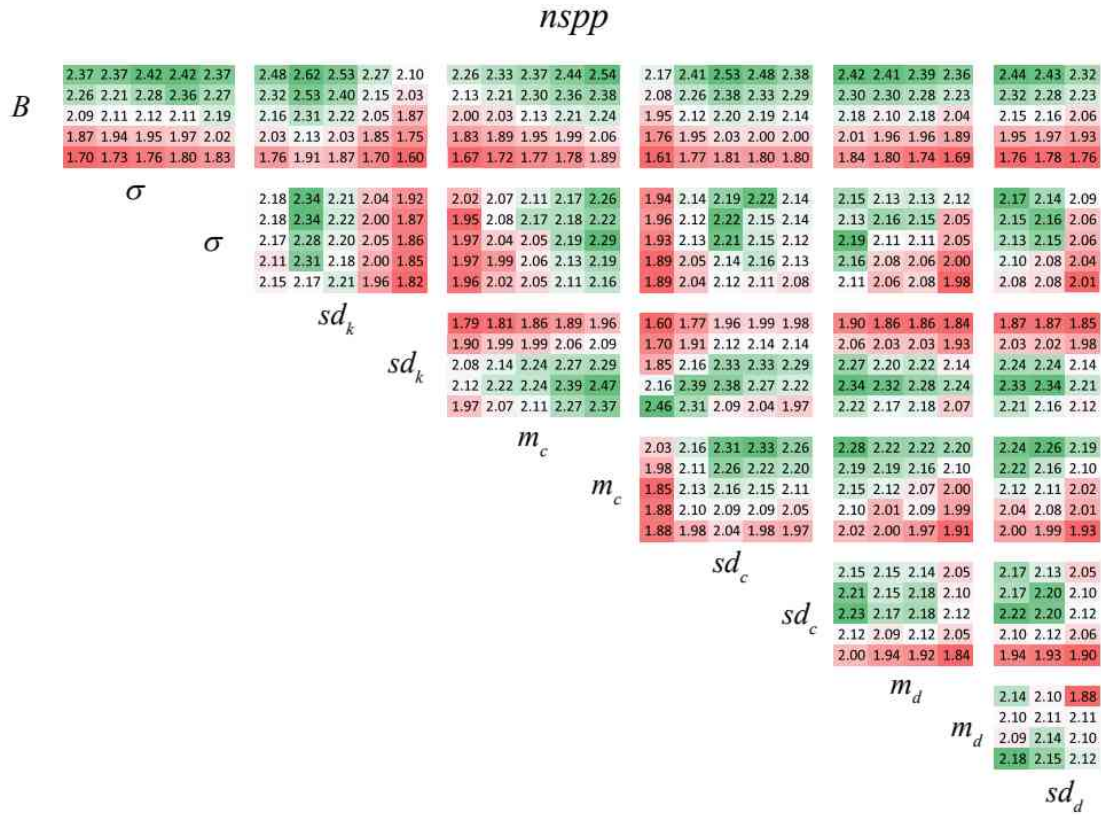 nspp
2.37 2.37 2.42 2.42 2.37 2.48 2.62 2.53 2.27 2.10 2.26 2.33 2.37 2.44 2.54 2.17 2.41 2.53 2.48 2.38 2.42 2.41 2.39 2.36 2.44 2.43 2.32
2.26 2.21 2.28 2.36 2.27 2.32 2.53 2.40 2.15 2.03 2.13 2.21 2.30 2.36 2.38 2.08 2.26 2.38 2.33 2.29 2.30 2.30 2.28 2.23 2.32 2.28 2.23
B 2.09 2.11 2.12 2.11 2.19 2.16 2.31 2.22 2.05 1.87 2.00 2.03 2.13 2.21 2.24 1.95 2.12 2.20 2.19 2.14 2.18 2.10 2.18 2.04 2.15 2.16 2.06
1.87 1.94 1.95 1.97 2.02 2.03 2.13 2.03 1.85 1.75 1.83 1.89 1.95 1.99 2.06 1.76 1.95 2.03 2.00 2.00 2.01 1.96 1.96 1.89 1.95 1.97 1.93
1.70 1.73 1.76 1.80 1.83 1.76 1.91 1.87 1.70 1.60 1.67 1.72 1.77 1.78 1.89 1.61 1.77 1.81 1.80 1.80 1.84 1.80 1.74 1.69 1.76 1.78 1.76
σ
2.18 2.34 2.21 2.04 1.92 2.02 2.07 2.11 2.17 2.26 1.94 2.14 2.19 2.22 2.14 2.15 2.13 2.13 2.12 2.17 2.14 2.09
2.18 2.34 2.22 2.00 1.87 1.95 2.08 2.17 2.18 2.22 1.96 2.12 2.22 2.15 2.14 2.13 2.16 2.15 2.05 2.15 2.16 2.06
σ 2.17 2.28 2.20 2.05 1.86 1.97 2.04 2.05 2.19 2.29 1.93 2.13 2.21 2.15 2.12 2.19 2.11 2.11 2.05 2.13 2.15 2.06
2.11 2.31 2.18 2.00 1.85 1.97 1.99 2.06 2.13 2.19 1.89 2.05 2.14 2.16 2.13 2.16 2.08 2.06 2.00 2.10 2.08 2.04
2.15 2.17 2.21 1.96 1.82 1.96 2.02 2.05 2.11 2.16 1.89 2.04 2.12 2.11 2.08 2.11 2.06 2.08 1.98 2.08 2.08 2.01
sd_k
1.79 1.81 1.86 1.89 1.96 1.60 1.77 1.96 1.99 1.98 1.90 1.86 1.86 1.84 1.87 1.87 1.85
1.90 1.99 1.99 2.06 2.09 1.70 1.91 2.12 2.14 2.14 2.06 2.03 2.03 1.93 2.03 2.02 1.98
sd_k 2.08 2.14 2.24 2.27 2.29 1.85 2.16 2.33 2.33 2.29 2.27 2.20 2.22 2.14 2.24 2.24 2.14
2.12 2.22 2.24 2.39 2.47 2.16 2.39 2.38 2.27 2.22 2.34 2.32 2.28 2.24 2.33 2.34 2.21
1.97 2.07 2.11 2.27 2.37 2.46 2.31 2.09 2.04 1.97 2.22 2.17 2.18 2.07 2.21 2.16 2.12
m_c
2.03 2.16 2.31 2.33 2.26 2.28 2.22 2.22 2.20 2.24 2.26 2.19
1.98 2.11 2.26 2.22 2.20 2.19 2.19 2.16 2.10 2.22 2.16 2.10
m_c 1.85 2.13 2.16 2.15 2.11 2.15 2.12 2.07 2.00 2.12 2.11 2.02
1.88 2.10 2.09 2.09 2.05 2.10 2.01 2.09 1.99 2.04 2.08 2.01
1.88 1.98 2.04 1.98 1.97 2.02 2.00 1.97 1.91 2.00 1.99 1.93
sd_c
2.15 2.15 2.14 2.05 2.17 2.13 2.05
2.21 2.15 2.18 2.10 2.17 2.20 2.10
sd_c 2.23 2.17 2.18 2.12 2.22 2.20 2.12
2.12 2.09 2.12 2.05 2.10 2.12 2.06
2.00 1.94 1.92 1.84 1.94 1.93 1.90
m_d
2.14 2.10 1.88
m_d 2.10 2.11 2.11
2.09 2.14 2.10
2.18 2.15 2.12
sd_d